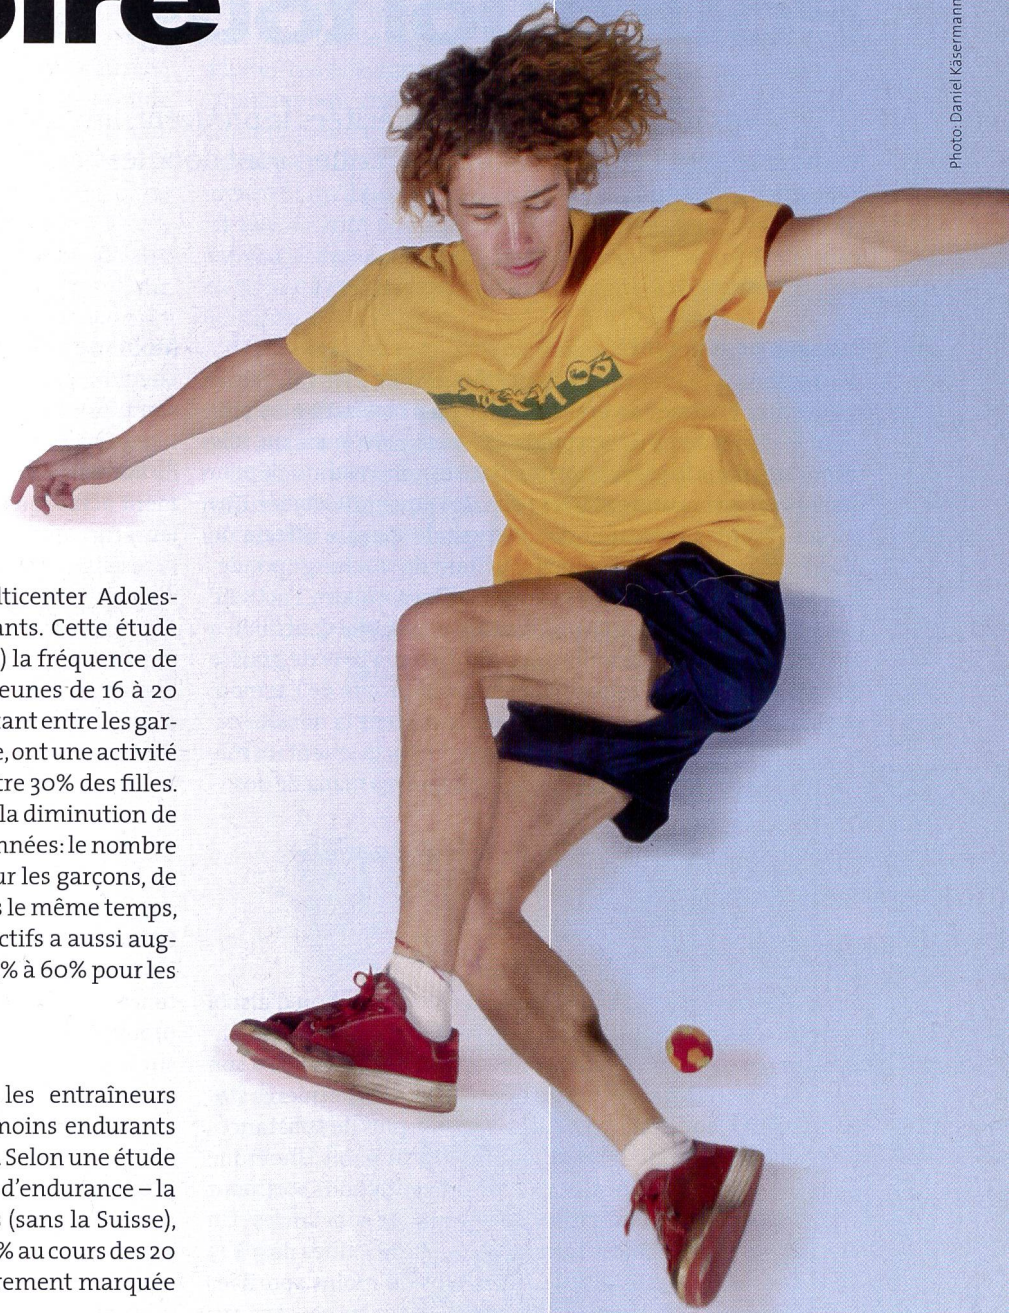 oire
Photo: Daniel Käsermann
lticenter Adoles-
ants. Cette étude
) la fréquence de
eunes de 16 à 20
tant entre les gar-
e, ont une activité
tre 30% des filles.
la diminution de
nnées: le nombre
ur les garçons, de
s le même temps,
ctifs a aussi aug-
% à 60% pour les
les entraîneurs
moins endurants
. Selon une étude
d'endurance – la
s (sans la Suisse),
% au cours des 20
rement marquée